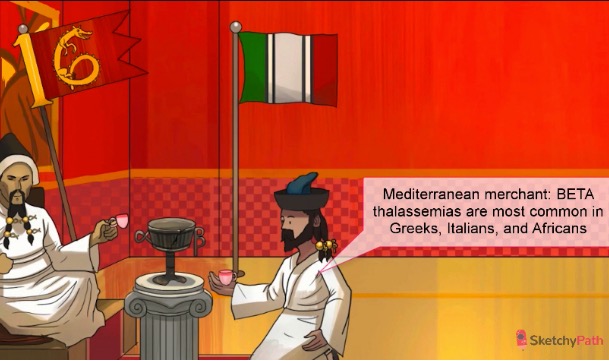 16
Mediterranean merchant: BETA
thalassemias are most common in
Greeks, Italians, and Africans
SketchyPath